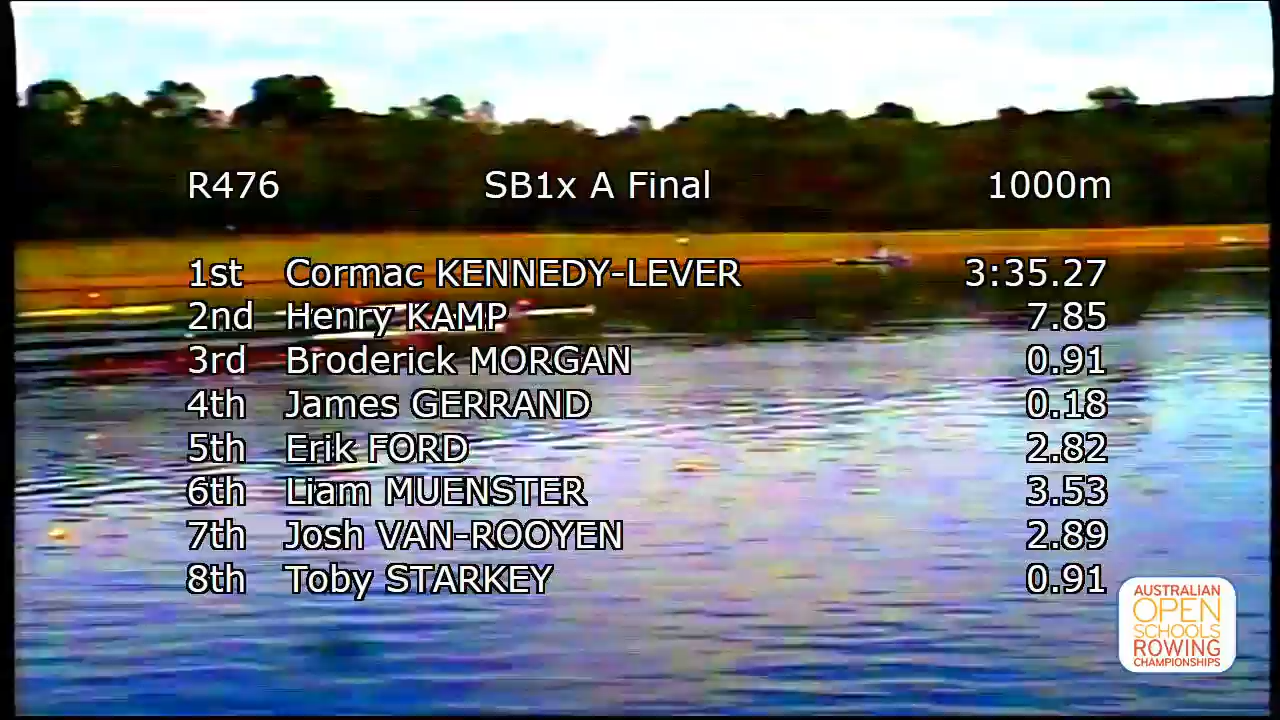 R476 SB1x A Final 1000m
1st Cormac KENNEDY-LEVER 3:35.27
2nd Henry KAMP 7.85
3rd Broderick MORGAN 0.91
4th James GERRAND 0.18
5th Erik FORD 2.82
6th Liam MUENSTER 3.53
7th Josh VAN-ROOYEN 2.89
8th Toby STARKEY 0.91
AUSTRALIAN
OPEN
SCHOOLS
ROWING
CHAMPIONSHIPS